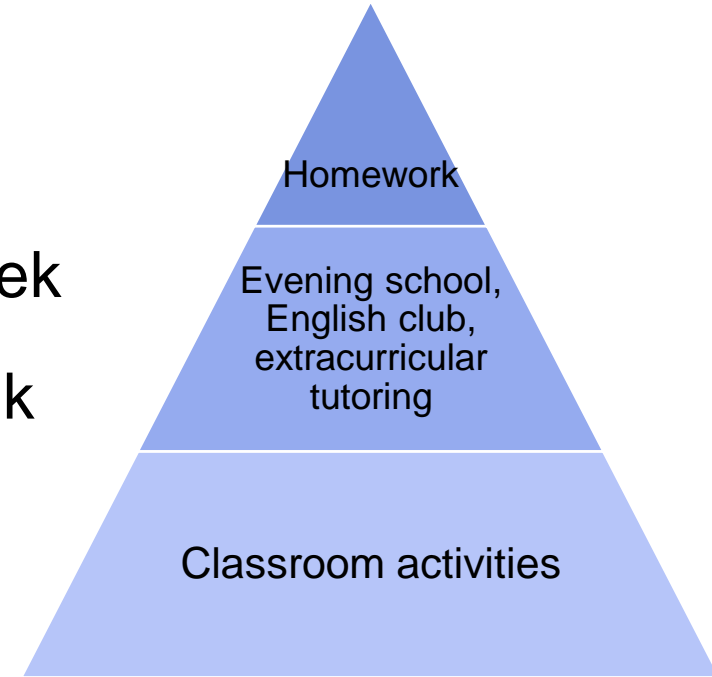 Homework
ek
Evening school,
English club,
extracurricular
tutoring
k
Classroom activities